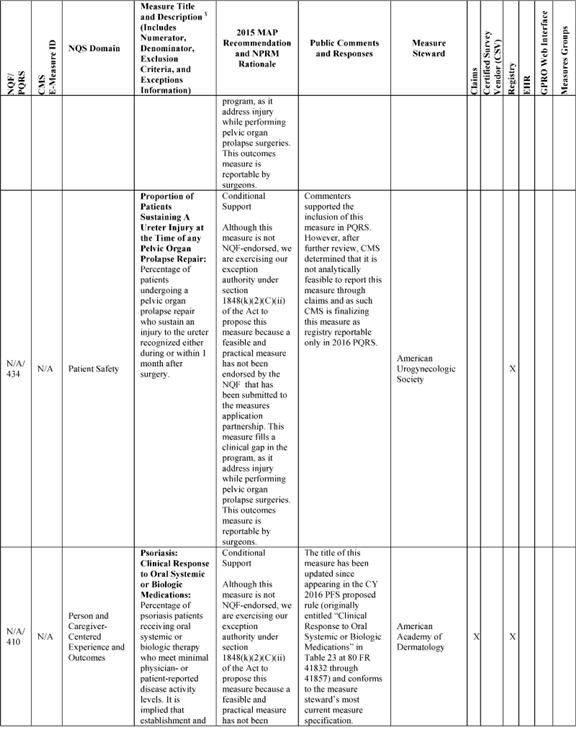 NQF/
PQRS
CMS
E-Measure ID
NQS Domain
Measure Title
and Description ¥
(Includes
Numerator,
Denominator,
Exclusion
Criteria, and
Exceptions
Information)
2015 MAP
Recommendation
and NPRM
Rationale
Public Comments
and Responses
Measure
Steward
Claims
Certified Survey
Vendor (CSV)
Registry
EHR
GPRO Web Interface
Measures Groups
program, as it
address injury
while performing
pelvic organ
prolapse surgeries.
This outcomes
measure is
reportable by
surgeons.
N/A/
434
N/A
Patient Safety
Proportion of
Patients
Sustaining A
Ureter Injury at
the Time of any
Pelvic Organ
Prolapse Repair:
Percentage of
patients
undergoing a
pelvic organ
prolapse repair
who sustain an
injury to the ureter
recognized either
during or within 1
month after
surgery.
Conditional
Support
Although this
measure is not
NQF-endorsed, we
are exercising our
exception
authority under
section
1848(k)(2)(C)(ii)
of the Act to
propose this
measure because a
feasible and
practical measure
has not been
endorsed by the
NQF that has
been submitted to
the measures
application
partnership. This
measure fills a
clinical gap in the
program, as it
address injury
while performing
pelvic organ
prolapse surgeries.
This outcomes
measure is
reportable by
surgeons.
Commenters
supported the
inclusion of this
measure in PQRS.
However, after
further review, CMS
determined that it is
not analytically
feasible to report this
measure through
claims and as such
CMS is finalizing
this measure as
registry reportable
only in 2016 PQRS.
American
Urogynecologic
Society
X
N/A/
410
N/A
Person and
Caregiver-
Centered
Experience and
Outcomes
Psoriasis:
Clinical Response
to Oral Systemic
or Biologic
Medications:
Percentage of
psoriasis patients
receiving oral
systemic or
biologic therapy
who meet minimal
physician- or
patient-reported
disease activity
levels. It is
implied that
establishment and
Conditional
Support
Although this
measure is not
NQF-endorsed, we
are exercising our
exception
authority under
section
1848(k)(2)(C)(ii)
of the Act to
propose this
measure because a
feasible and
practical measure
has not been
The title of this
measure has been
updated since
appearing in the CY
2016 PFS proposed
rule (originally
entitled “Clinical
Response to Oral
Systemic or Biologic
Medications” in
Table 23 at 80 FR
41832 through
41857) and conforms
to the measure
steward’s most
current measure
specification.
American
Academy of
Dermatology
X
X